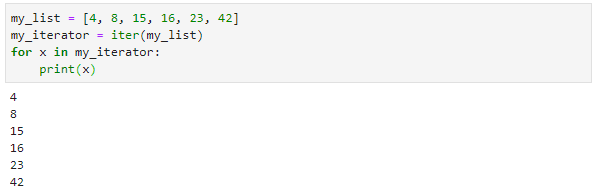 my_list = [4, 8, 15, 16, 23, 42]
my_iterator = iter(my_list)
for x in my_iterator:
    print(x)
4
8
15
16
23
42